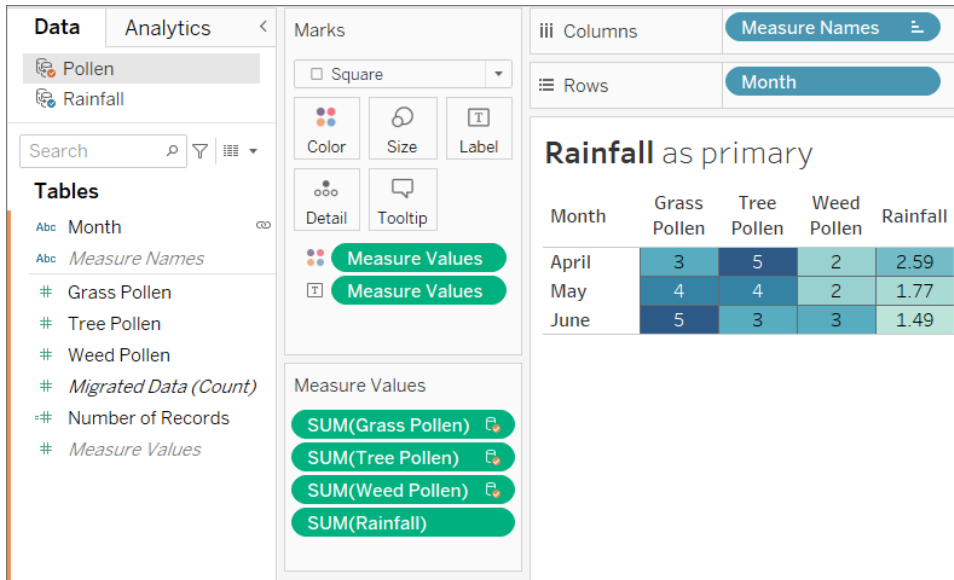 Data
Analytics
Pollen
Rainfall
Search
Tables
Abc Month
Abc Measure Names
# Grass Pollen
# Tree Pollen
# Weed Pollen
# Migrated Data (Count)
=# Number of Records
# Measure Values
Marks
Square
Color Size Label
Detail Tooltip
Measure Values
Measure Values
Measure Values
SUM(Grass Pollen)
SUM(Tree Pollen)
SUM(Weed Pollen)
SUM(Rainfall)
iii Columns Measure Names
Rows Month
Rainfall as primary
Month Grass Pollen Tree Pollen Weed Pollen Rainfall
April 3 5 2 2.59
May 4 4 2 1.77
June 5 3 3 1.49